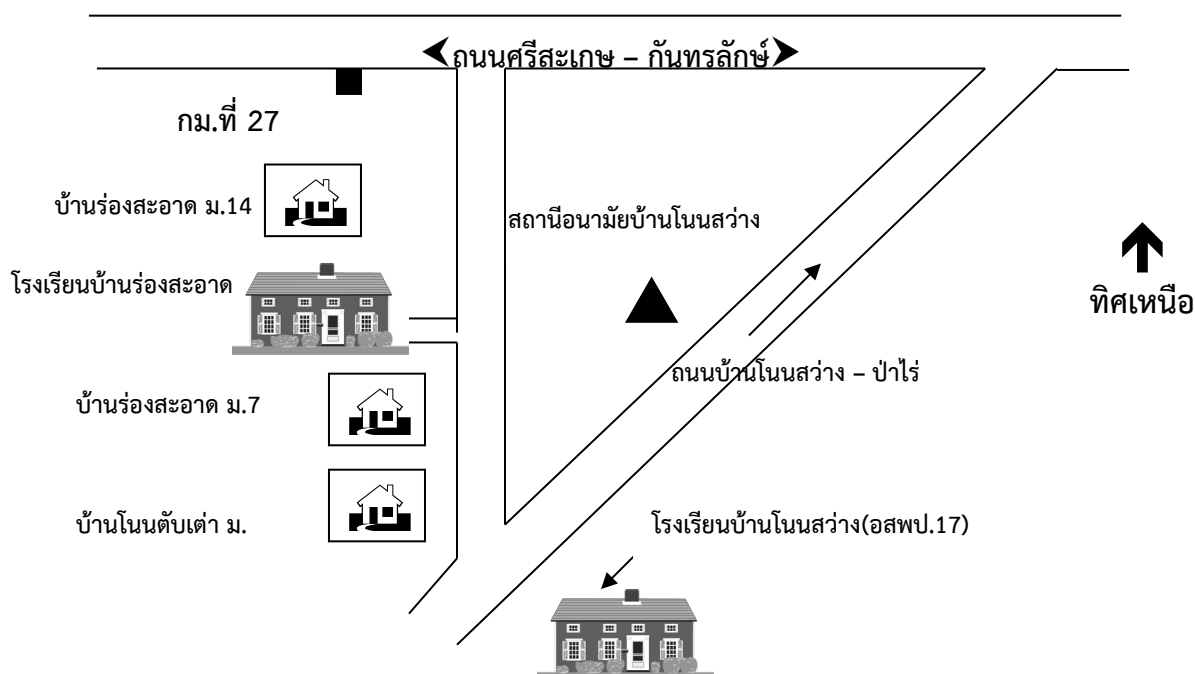 ถนนศรีสะเกษ – กันทรลักษ์
กม.ที่ 27
บ้านร่องสะอาด ม.14
สถานีอนามัยบ้านโนนสว่าง
โรงเรียนบ้านร่องสะอาด
ทิศเหนือ
ถนนบ้านโนนสว่าง – ป่าไร่
บ้านร่องสะอาด ม.7
บ้านโนนตับเต่า ม.
โรงเรียนบ้านโนนสว่าง(อสพป.17)